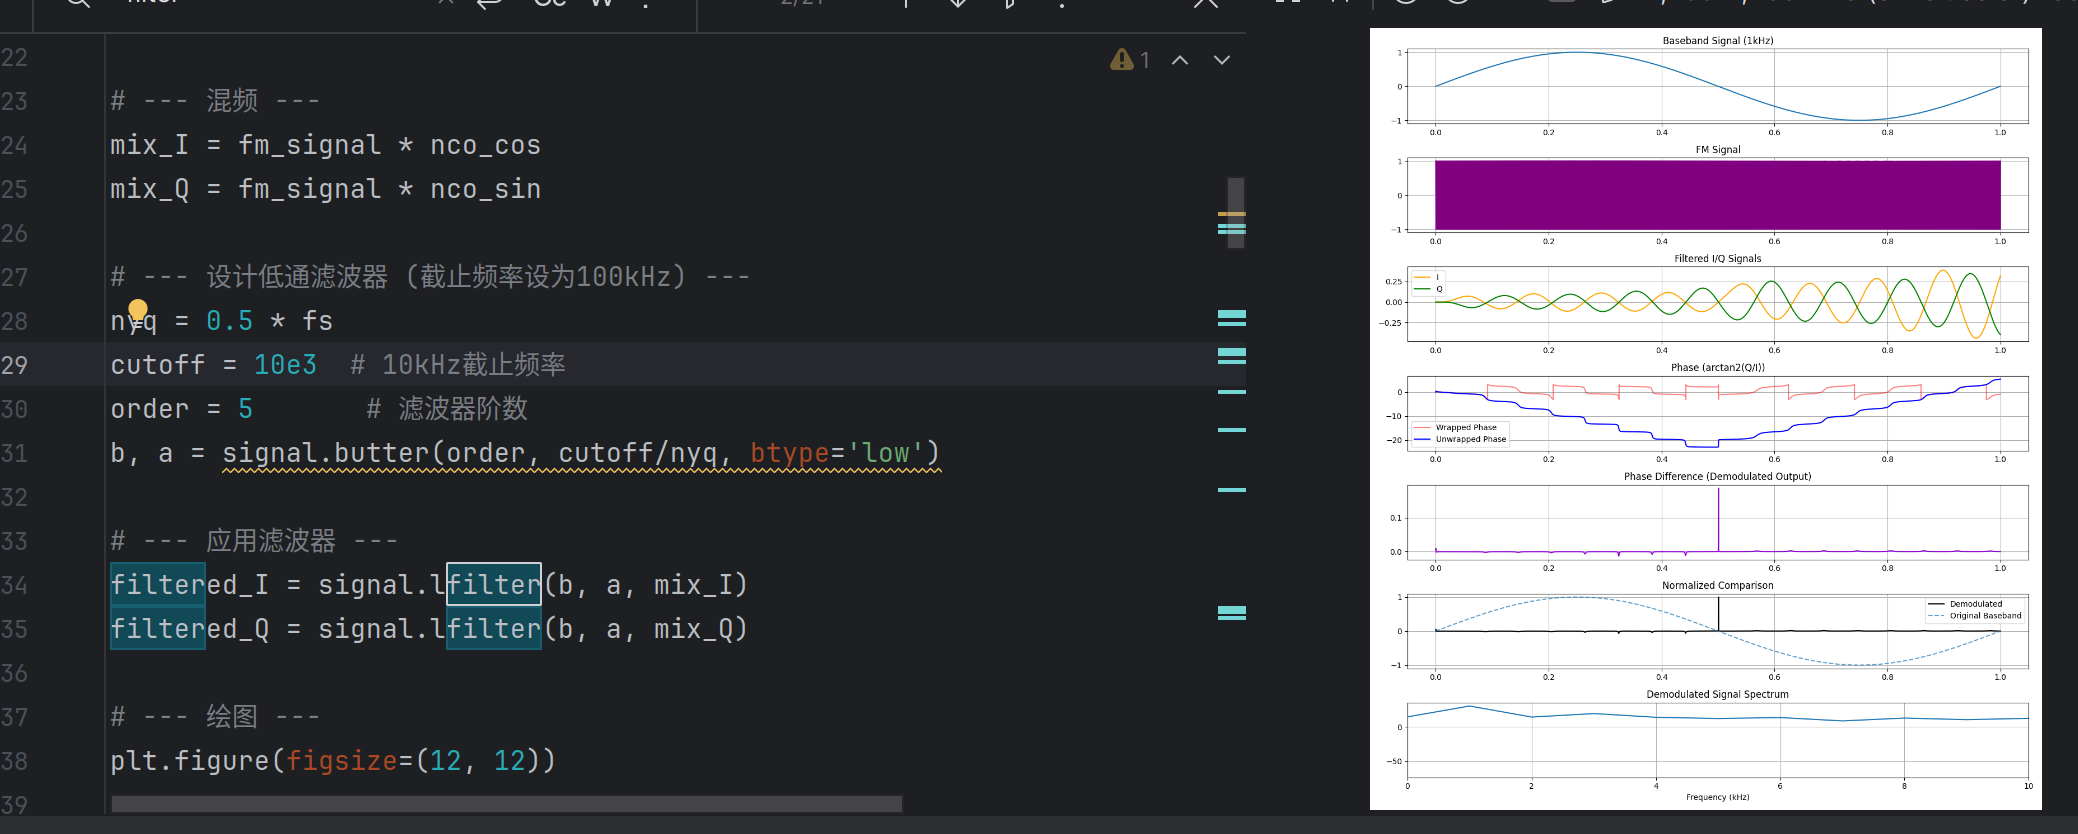 22
23 # --- 混频 ---
24 mix_I = fm_signal * nco_cos
25 mix_Q = fm_signal * nco_sin
26
27 # --- 设计低通滤波器 (截止频率设为100kHz) ---
28 nyq = 0.5 * fs
29 cutoff = 10e3  # 10kHz截止频率
30 order = 5       # 滤波器阶数
31 b, a = signal.butter(order, cutoff/nyq, btype='low')
32
33 # --- 应用滤波器 ---
34 filtered_I = signal.lfilter(b, a, mix_I)
35 filtered_Q = signal.lfilter(b, a, mix_Q)
36
37 # --- 绘图 ---
38 plt.figure(figsize=(12, 12))
39
1
Baseband Signal (1kHz)
1
0
−1
0.0 0.2 0.4 0.6 0.8 1.0
FM Signal
1
0
−1
0.0 0.2 0.4 0.6 0.8 1.0
Filtered I/Q Signals
0.25
0.00
−0.25
I
Q
0.0 0.2 0.4 0.6 0.8 1.0
Phase (arctan2(Q/I))
0
−10
−20
Wrapped Phase
Unwrapped Phase
0.0 0.2 0.4 0.6 0.8 1.0
Phase Difference (Demodulated Output)
0.1
0.0
0.0 0.2 0.4 0.6 0.8 1.0
Normalized Comparison
1
0
−1
Demodulated
Original Baseband
0.0 0.2 0.4 0.6 0.8 1.0
Demodulated Signal Spectrum
0
−50
0 2 4 6 8 10
Frequency (kHz)